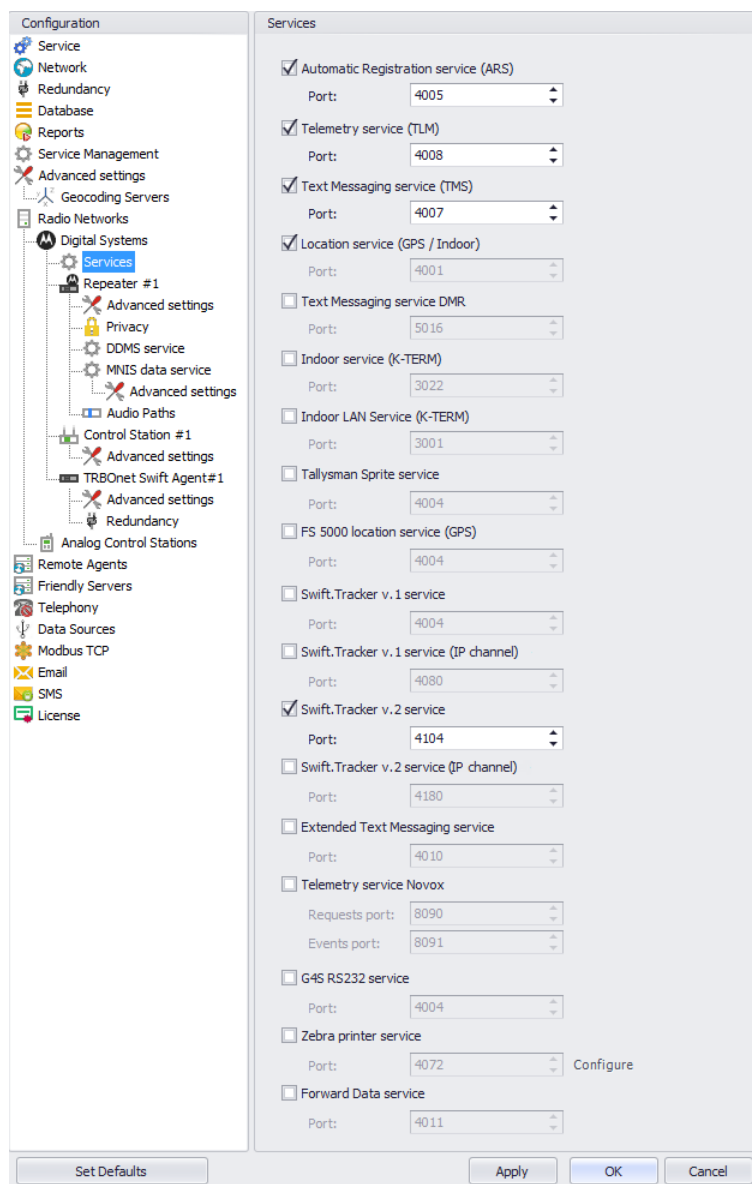 Configuration
Service
Network
Redundancy
Database
Reports
Service Management
Advanced settings
Geocoding Servers
Radio Networks
Digital Systems
Services
Repeater #1
Advanced settings
Privacy
DDMS service
MNIS data service
Advanced settings
Audio Paths
Control Station #1
Advanced settings
TRBOnet Swift Agent#1
Advanced settings
Redundancy
Analog Control Stations
Remote Agents
Friendly Servers
Telephony
Data Sources
Modbus TCP
Email
SMS
License
Services
Automatic Registration service (ARS)
Port: 4005
Telemetry service (TLM)
Port: 4008
Text Messaging service (TMS)
Port: 4007
Location service (GPS / Indoor)
Port: 4001
Text Messaging service DMR
Port: 5016
Indoor service (K-TERM)
Port: 3022
Indoor LAN Service (K-TERM)
Port: 3001
Tallysman Sprite service
Port: 4004
FS 5000 location service (GPS)
Port: 4004
Swift.Tracker v.1 service
Port: 4004
Swift.Tracker v.1 service (IP channel)
Port: 4080
Swift.Tracker v.2 service
Port: 4104
Swift.Tracker v.2 service (IP channel)
Port: 4180
Extended Text Messaging service
Port: 4010
Telemetry service Novox
Requests port: 8090
Events port: 8091
G4S RS232 service
Port: 4004
Zebra printer service
Port: 4072 Configure
Forward Data service
Port: 4011
Set Defaults Apply OK Cancel